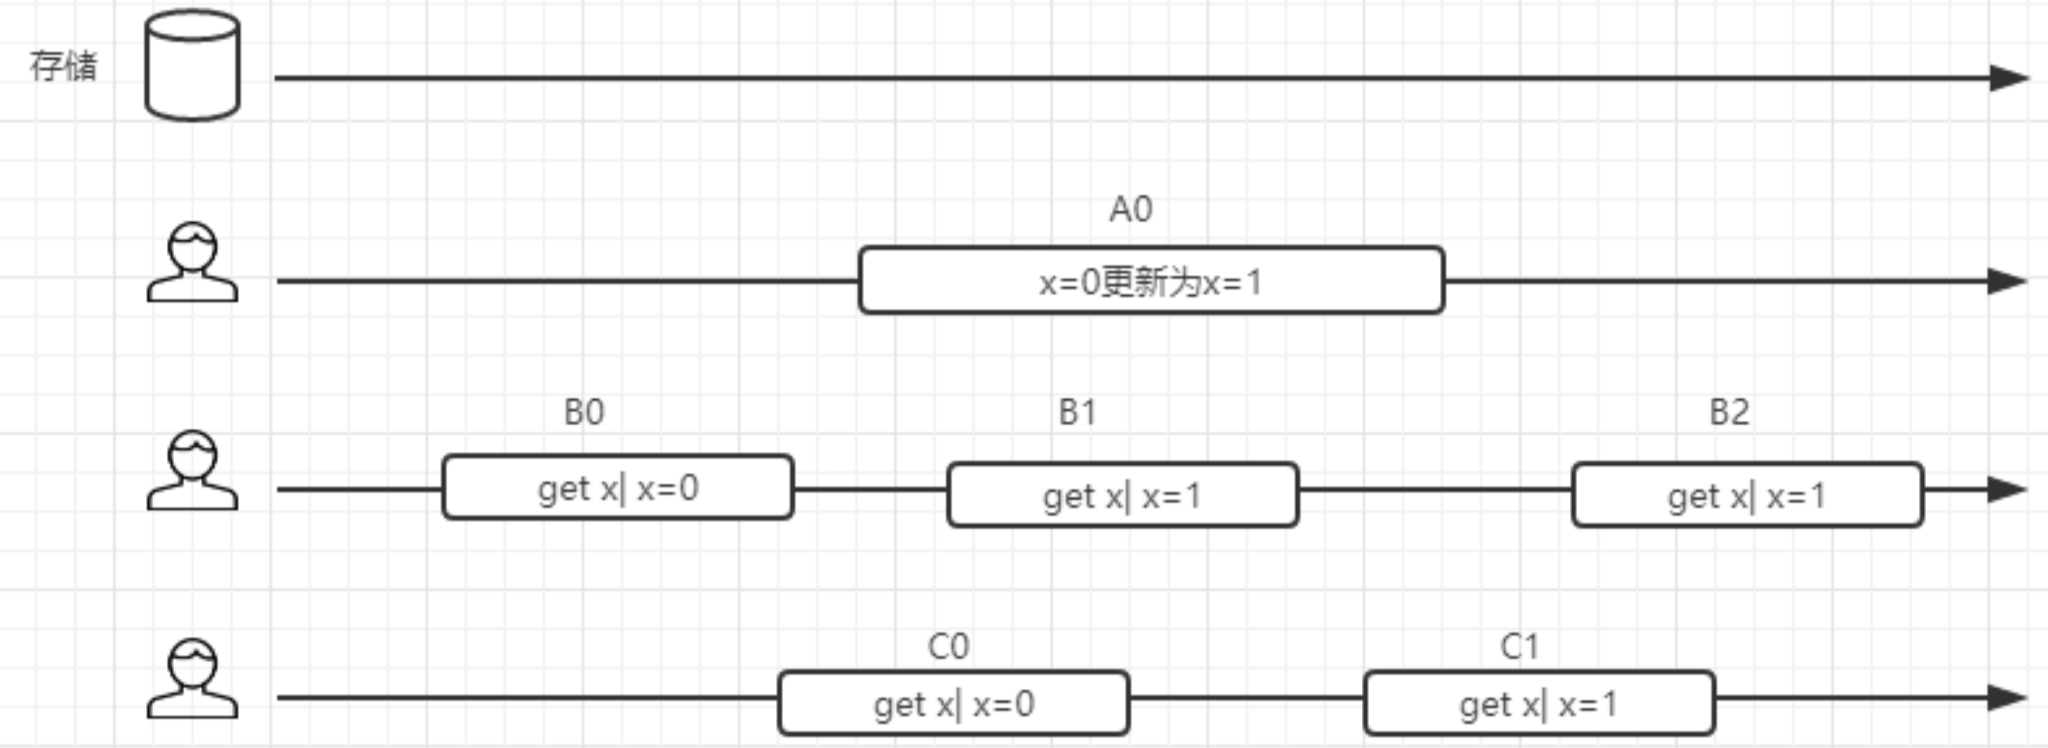 存储
A0
x=0更新为x=1
B0
B1
B2
get x| x=0
get x| x=1
get x| x=1
C0
C1
get x| x=0
get x| x=1